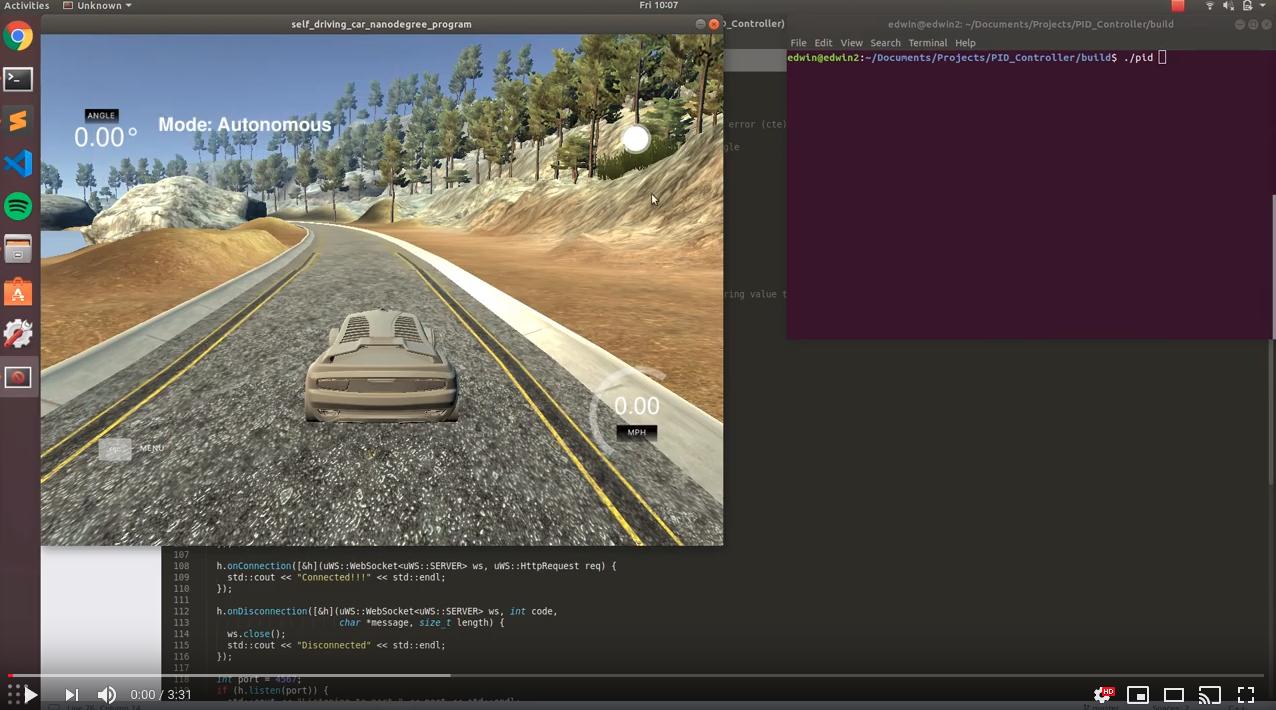 Activities Unknown Fri 10:07
self_driving_car_nanodegree_program
D_Controller)
edwin@edwin2: ~/Documents/Projects/PID_Controller/build
File Edit View Search Terminal Help
edwin@edwin2:~/Documents/Projects/PID_Controller/build$ ./pid
ANGLE
0.00°
Mode: Autonomous
error (cte)
gle
ring value t
0.00
MPH
MENU
107
108 h.onConnection([&h](uWS::WebSocket<uWS::SERVER> ws, uWS::HttpRequest req) {
109 std::cout << "Connected!!!" << std::endl;
110 });
111
112 h.onDisconnection([&h](uWS::WebSocket<uWS::SERVER> ws, int code,
113 char *message, size_t length) {
114 ws.close();
115 std::cout << "Disconnected" << std::endl;
116 });
117
118 int port = 4567;
119 if (h.listen(port)) {
0:00 / 3:31
HD